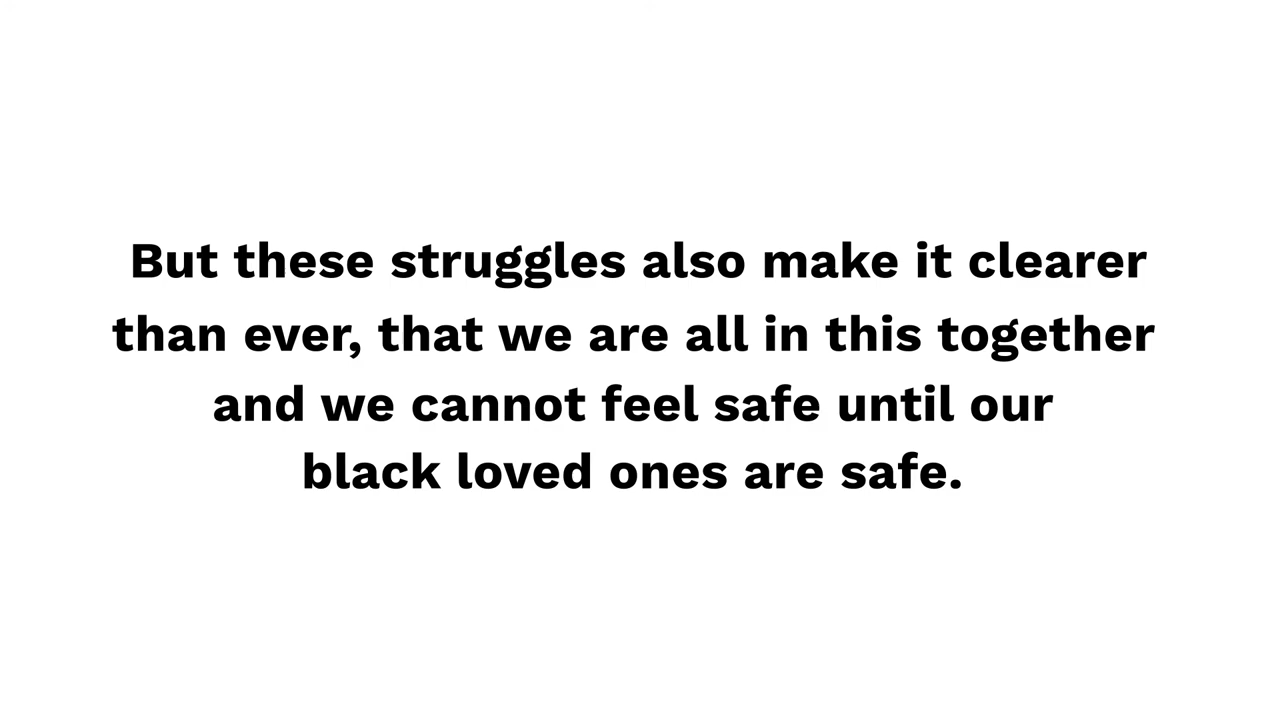 But these struggles also make it clearer
than ever, that we are all in this together
and we cannot feel safe until our
black loved ones are safe.